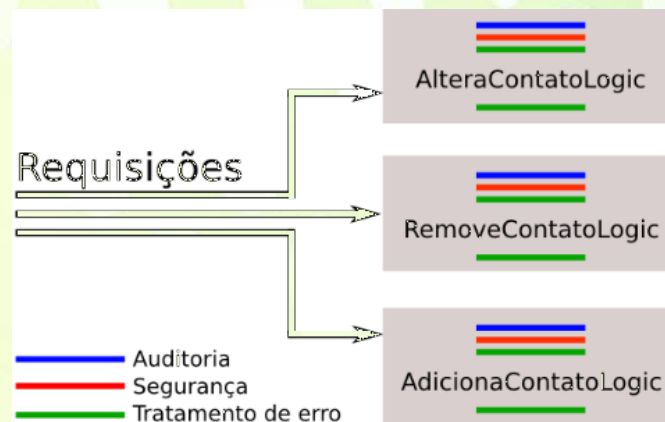 AlteraContatoLogic
Requisições
RemoveContatoLogic
AdicionaContatoLogic
Auditoria
Segurança
Tratamento de erro